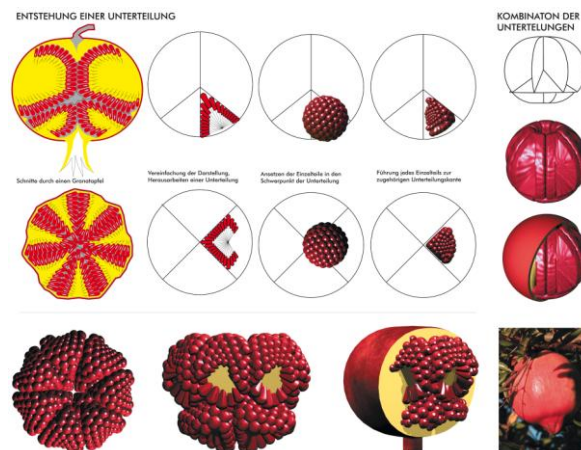 ENTSTEHUNG EINER UNTERTEILUNG
KOMBINATON DER
UNTERTELUNGEN
Schnitte durch einen Granatapfel
Vereinfachung der Darstellung,
Herausarbeiten einer Unterteilung
Ansetzen der Einzelteile in den
Schwerpunkt der Unterteilung
Führung jedes Einzelteils zur
zugehörigen Unterteilungskante